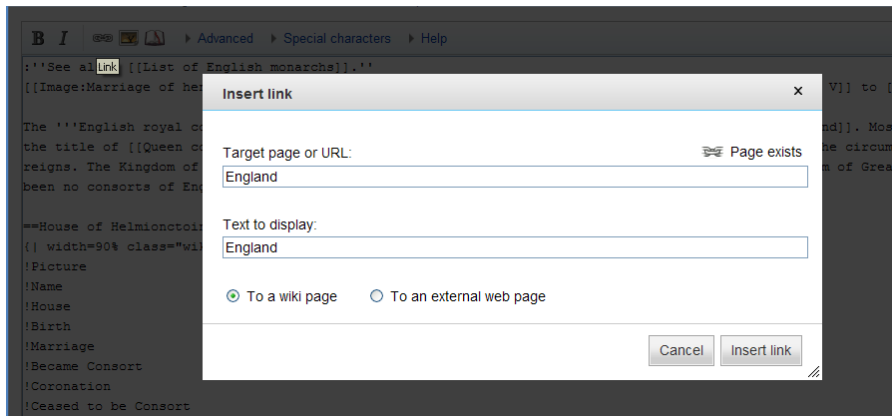 B I Advanced Special characters Help
:''See al Link [[List of English monarchs]].''
[[Image:Marriage of her V]] to [
Insert link x
The '''English royal co nd]]. Mos
Target page or URL: Page exists
the title of [[Queen co he circum
England
reigns. The Kingdom of m of Grea
been no consorts of Eng
Text to display:
==House of Helmionctoir
England
{| width=90% class="wik
!Picture
!Name
To a wiki page To an external web page
!House
!Birth
!Marriage
Cancel Insert link
!Became Consort
!Coronation
!Ceased to be Consort